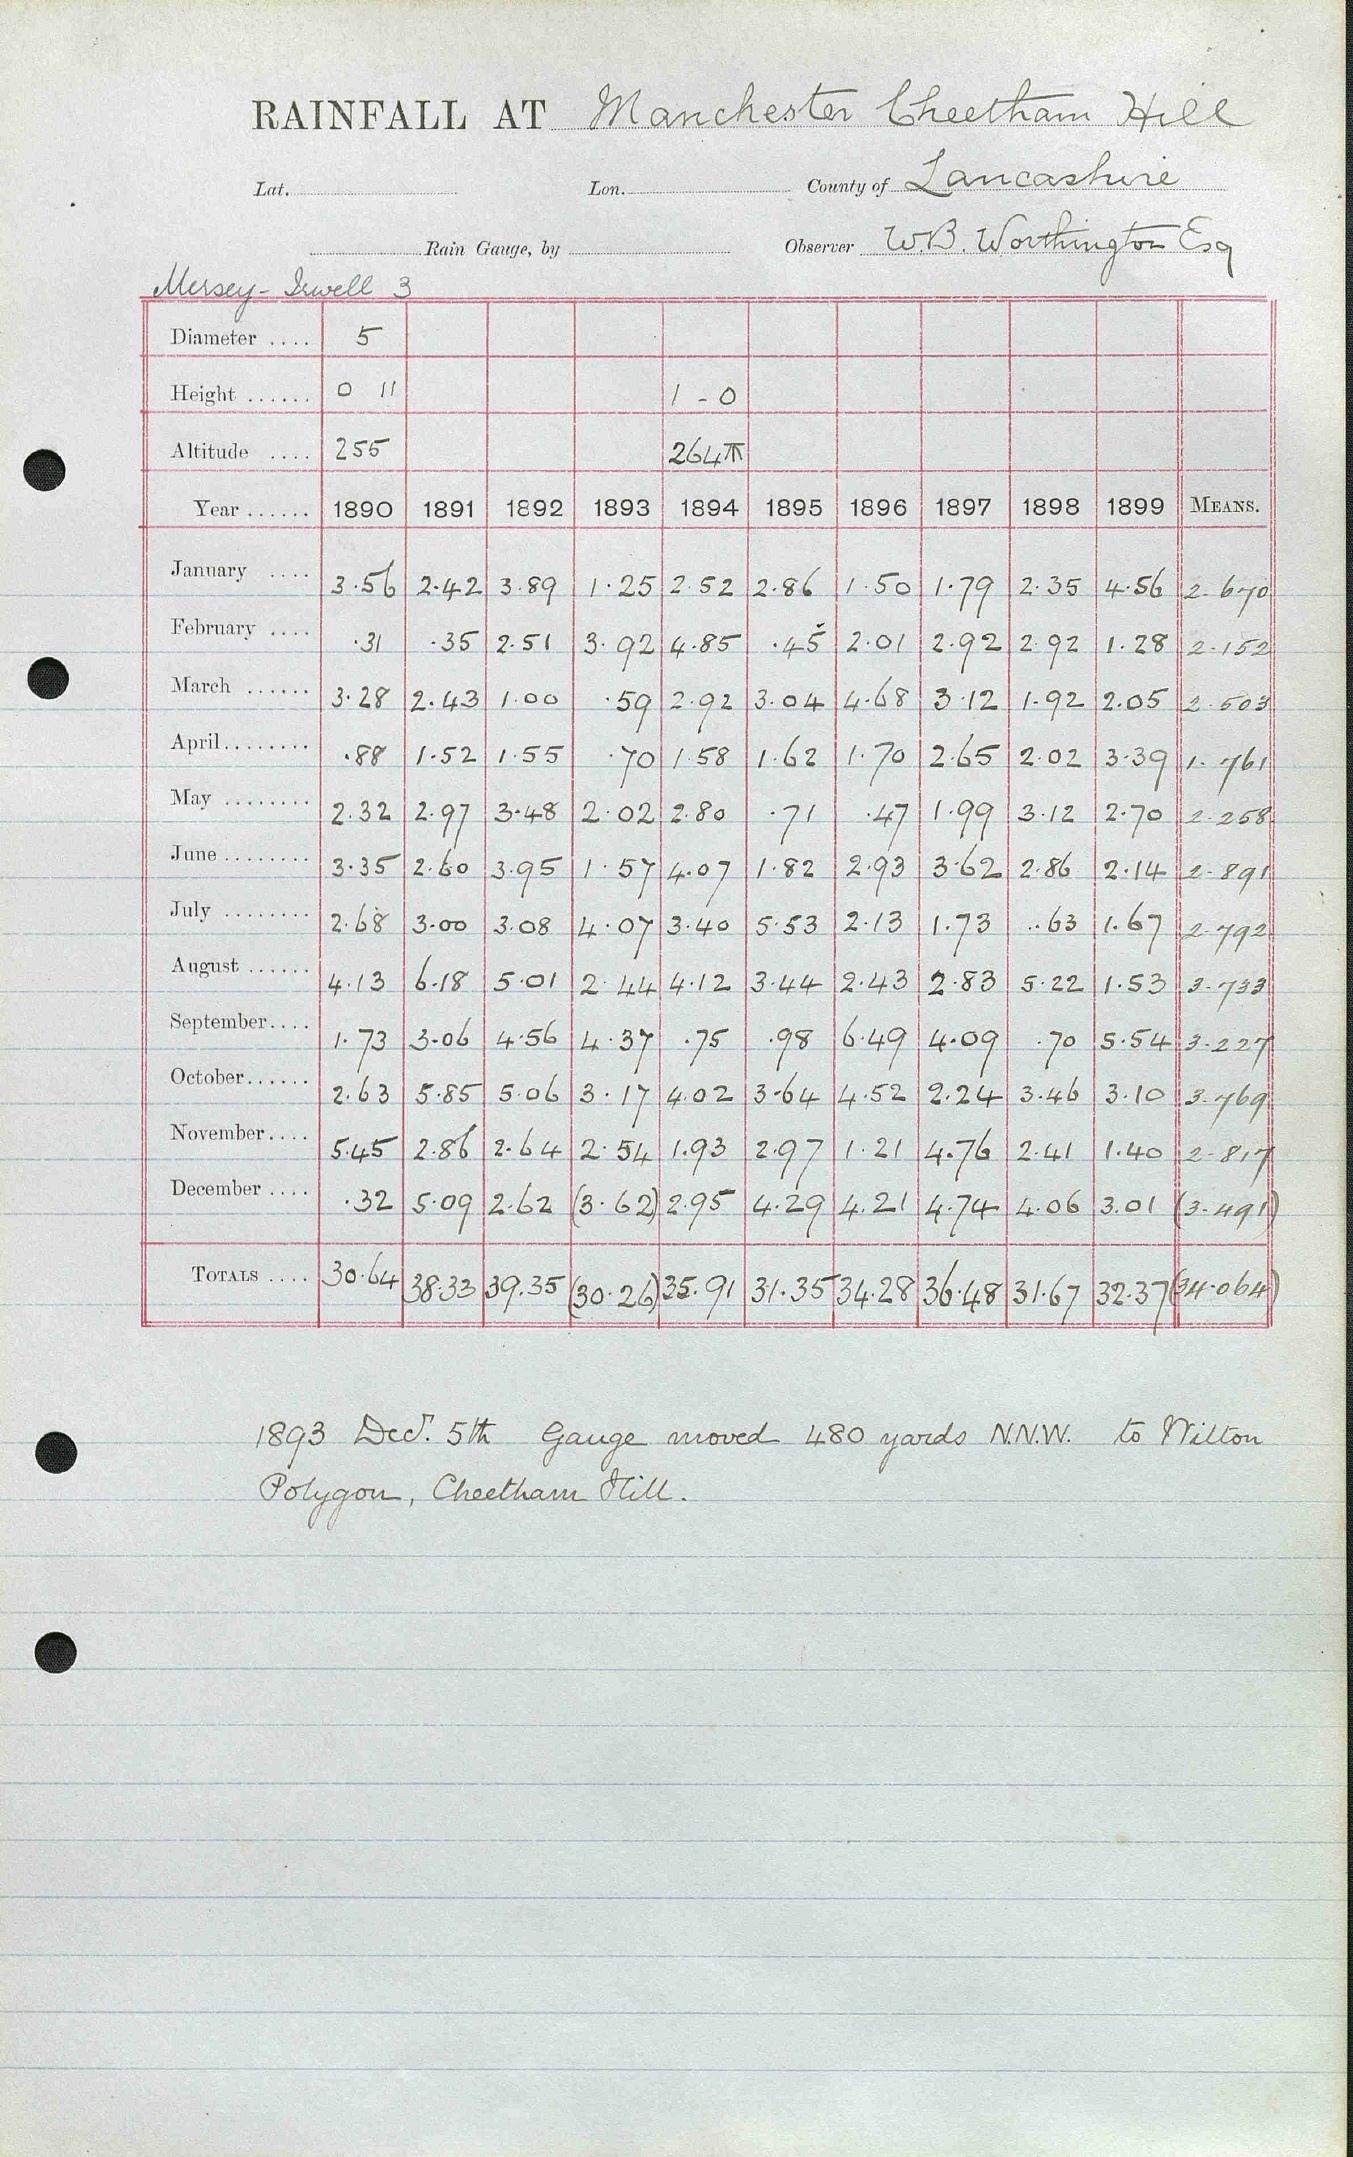 RAINFALL AT Manchester Cheetham Hill
Lat. Lon. County of Lancashire
Rain Gauge, by Observer W.B. Worthington Esq
Mersey - Irwell 3
Diameter .... 5
Height ...... 0 11 1 - 0
Altitude .... 255 264
Year ...... 1890 1891 1892 1893 1894 1895 1896 1897 1898 1899 MEANS.
January .... 3.56 2.42 3.89 1.25 2.52 2.86 1.50 1.79 2.35 4.56 2.670
February .... .31 .35 2.51 3.92 4.85 .45 2.01 2.92 2.92 1.28 2.152
March ...... 3.28 2.43 1.00 .59 2.92 3.04 4.68 3.12 1.92 2.05 2.503
April........ .88 1.52 1.55 .70 1.58 1.62 1.70 2.65 2.02 3.39 1.761
May ........ 2.32 2.97 3.48 2.02 2.80 .71 .47 1.99 3.12 2.70 2.258
June ........ 3.35 2.60 3.95 1.57 4.07 1.82 2.93 3.62 2.86 2.14 2.891
July ........ 2.68 3.00 3.08 4.07 3.40 5.53 2.13 1.73 .63 1.67 2.792
August ...... 4.13 6.18 5.01 2.44 4.12 3.44 2.43 2.83 5.22 1.53 3.733
September.... 1.73 3.06 4.56 4.37 .75 .98 6.49 4.09 .70 5.54 3.227
October...... 2.63 5.85 5.06 3.17 4.02 3.64 4.52 2.24 3.46 3.10 3.769
November.... 5.45 2.86 2.64 2.54 1.93 2.97 1.21 4.76 2.41 1.40 2.817
December .... .32 5.09 2.62 (3.62) 2.95 4.29 4.21 4.74 4.06 3.01 (3.491)
TOTALS .... 30.64 38.33 39.35 (30.26) 35.91 31.35 34.28 36.48 31.67 32.37 (34.064)
1893 Decr. 5th Gauge moved 480 yards N.N.W. to Wilton
Polygon, Cheetham Hill.